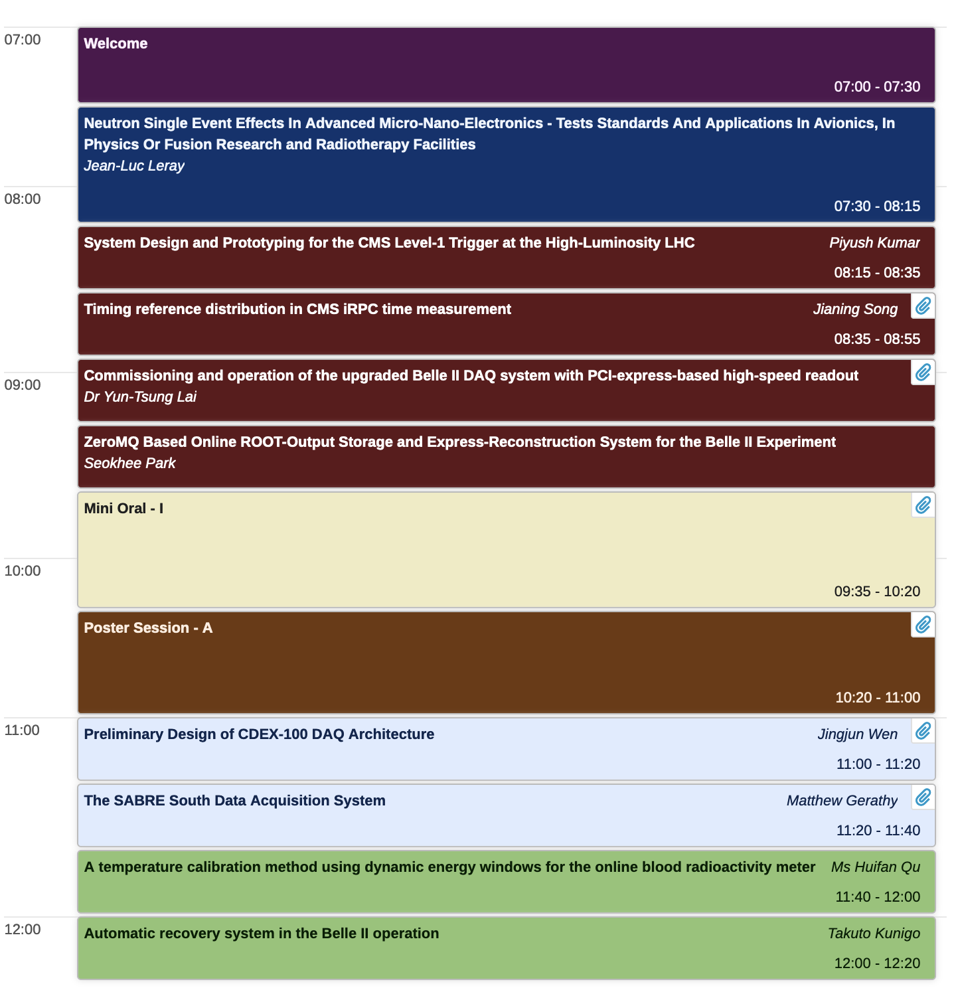 07:00
Welcome
07:00 - 07:30
Neutron Single Event Effects In Advanced Micro-Nano-Electronics - Tests Standards And Applications In Avionics, In
Physics Or Fusion Research and Radiotherapy Facilities
Jean-Luc Leray
08:00
07:30 - 08:15
System Design and Prototyping for the CMS Level-1 Trigger at the High-Luminosity LHC Piyush Kumar
08:15 - 08:35
Timing reference distribution in CMS iRPC time measurement Jianing Song
08:35 - 08:55
Commissioning and operation of the upgraded Belle II DAQ system with PCI-express-based high-speed readout
09:00
Dr Yun-Tsung Lai
ZeroMQ Based Online ROOT-Output Storage and Express-Reconstruction System for the Belle II Experiment
Seokhee Park
Mini Oral - I
10:00
09:35 - 10:20
Poster Session - A
10:20 - 11:00
11:00
Preliminary Design of CDEX-100 DAQ Architecture Jingjun Wen
11:00 - 11:20
The SABRE South Data Acquisition System Matthew Gerathy
11:20 - 11:40
A temperature calibration method using dynamic energy windows for the online blood radioactivity meter Ms Huifan Qu
11:40 - 12:00
12:00
Automatic recovery system in the Belle II operation Takuto Kunigo
12:00 - 12:20